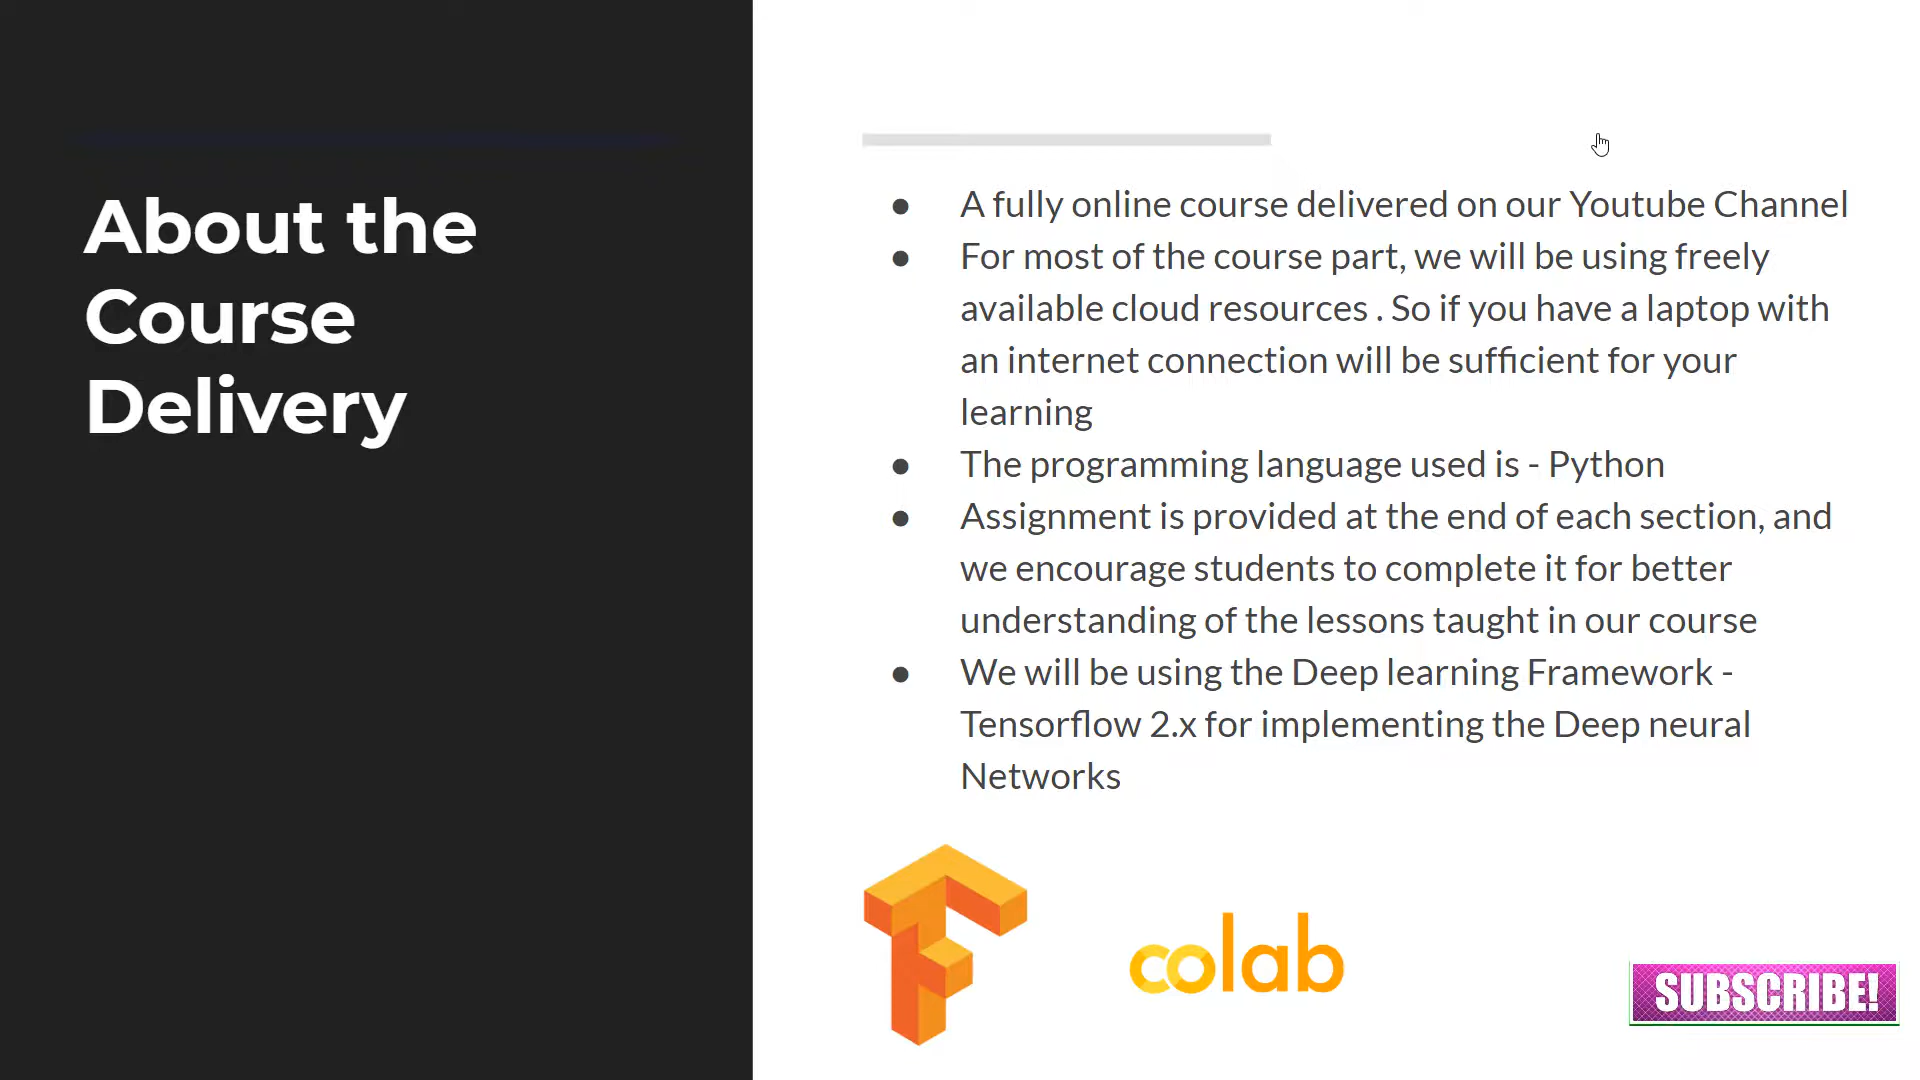 About the
Course
Delivery
● A fully online course delivered on our Youtube Channel
● For most of the course part, we will be using freely
available cloud resources . So if you have a laptop with
an internet connection will be sufficient for your
learning
● The programming language used is - Python
● Assignment is provided at the end of each section, and
we encourage students to complete it for better
understanding of the lessons taught in our course
● We will be using the Deep learning Framework -
Tensorflow 2.x for implementing the Deep neural
Networks
colab
SUBSCRIBE!